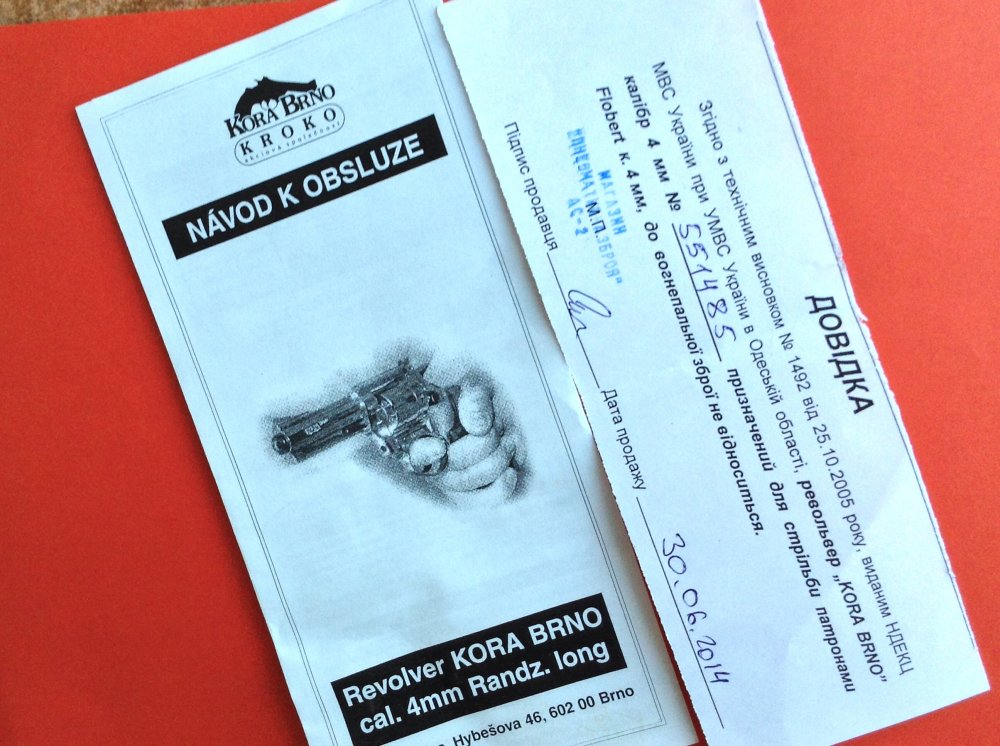 KORA BRNO
KROKO
Akciová společnost
NÁVOD K OBSLUZE
Revolver KORA BRNO
cal. 4mm Randz. long
Hybešova 46, 602 00 Brno
ДОВІДКА
Згідно з технічним висновком № 1492 від 25.10.2005 року, виданим НДЕКЦ
МВС України при УМВС України в Одеській області, револьвер „KORA BRNO"
калібр 4 мм № 551485 призначений для стрільби патронами
Flobert к. 4 мм, до вогнепальної зброї не відноситься.
МАГАЗИН
М.П.
АС-2
Підпис продавця
Дата продажу 30.06.2014